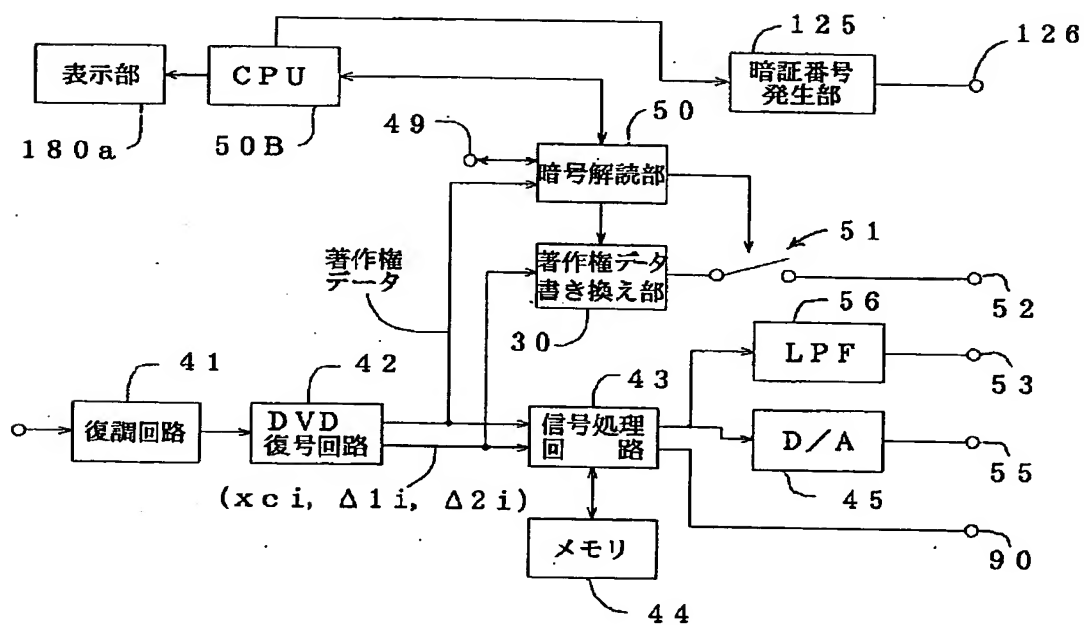 125
126
表示部
CPU
暗証番号
発生部
180a
50B
49
50
暗号解読部
51
著作権
データ
著作権データ
書き換え部
52
30
56
LPF
53
41
42
43
復調回路
DVD
復号回路
信号処理
回 路
D/A
55
(xci, Δ1i, Δ2i)
45
メモリ
90
44